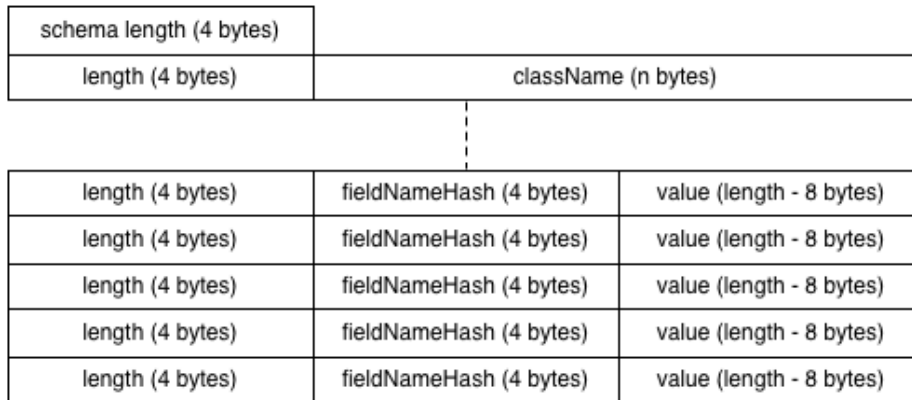 schema length (4 bytes)
length (4 bytes) className (n bytes)
length (4 bytes) fieldNameHash (4 bytes) value (length - 8 bytes)
length (4 bytes) fieldNameHash (4 bytes) value (length - 8 bytes)
length (4 bytes) fieldNameHash (4 bytes) value (length - 8 bytes)
length (4 bytes) fieldNameHash (4 bytes) value (length - 8 bytes)
length (4 bytes) fieldNameHash (4 bytes) value (length - 8 bytes)